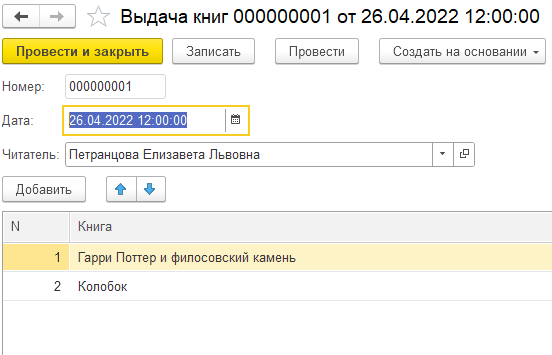 Выдача книг 000000001 от 26.04.2022 12:00:00
Провести и закрыть Записать Провести Создать на основании
Номер: 000000001
Дата: 26.04.2022 12:00:00
Читатель: Петранцова Елизавета Львовна
Добавить
N Книга
1 Гарри Поттер и филосовский камень
2 Колобок